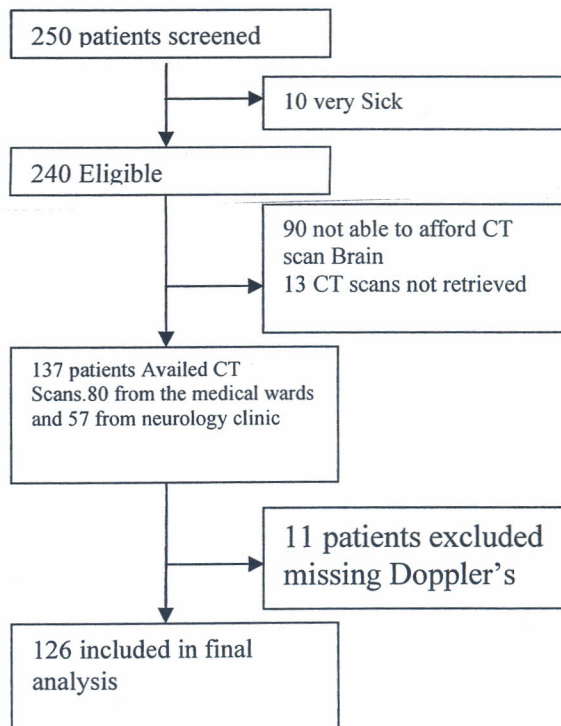 250 patients screened
10 very Sick
240 Eligible
90 not able to afford CT
scan Brain
13 CT scans not retrieved
137 patients Availed CT
Scans.80 from the medical wards
and 57 from neurology clinic
11 patients excluded
missing Doppler's
126 included in final
analysis